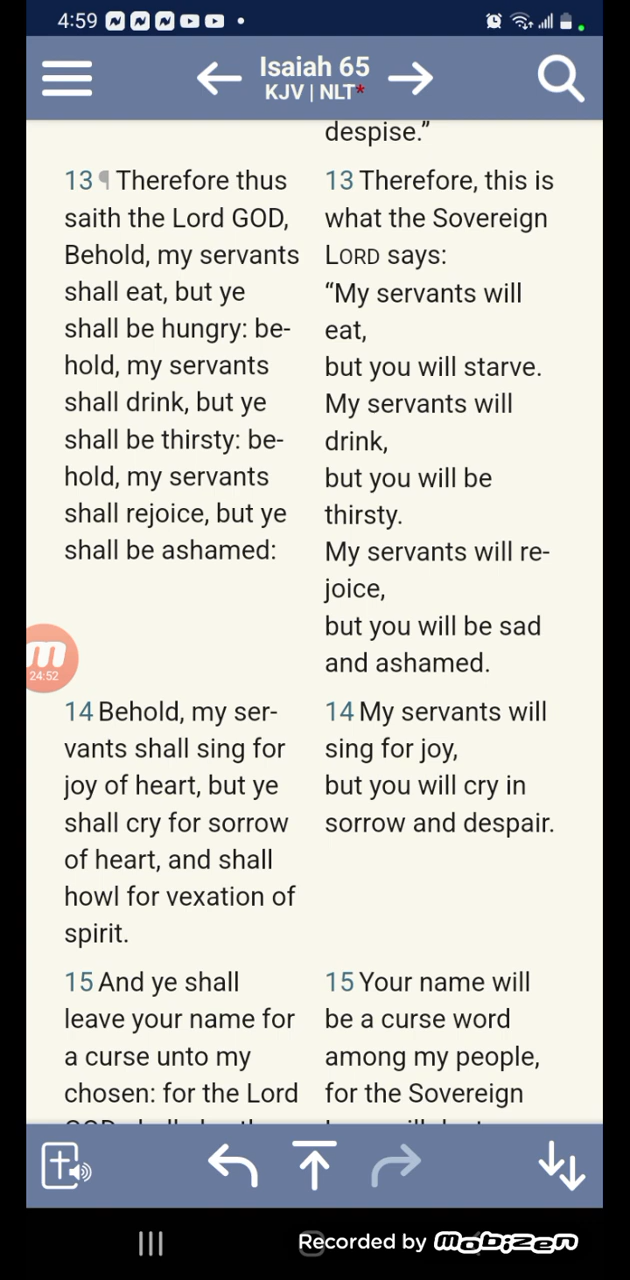 4:59
Isaiah 65
KJV | NLT*
despise.”
13 ¶ Therefore thus
saith the Lord GOD,
Behold, my servants
shall eat, but ye
shall be hungry: be-
hold, my servants
shall drink, but ye
shall be thirsty: be-
hold, my servants
shall rejoice, but ye
shall be ashamed:
13 Therefore, this is
what the Sovereign
LORD says:
“My servants will
eat,
but you will starve.
My servants will
drink,
but you will be
thirsty.
My servants will re-
joice,
but you will be sad
and ashamed.
24:52
14 Behold, my ser-
vants shall sing for
joy of heart, but ye
shall cry for sorrow
of heart, and shall
howl for vexation of
spirit.
14 My servants will
sing for joy,
but you will cry in
sorrow and despair.
15 And ye shall
leave your name for
a curse unto my
chosen: for the Lord
15 Your name will
be a curse word
among my people,
for the Sovereign
Recorded by mobizen